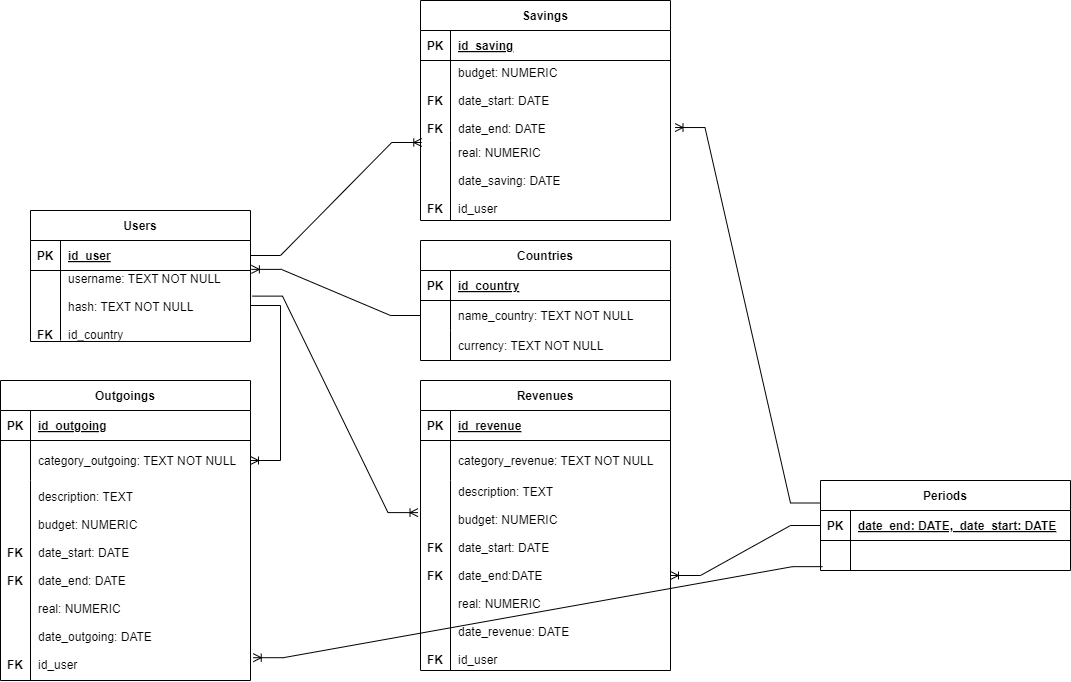 Savings
PK id_saving
budget: NUMERIC
FK date_start: DATE
FK date_end: DATE
real: NUMERIC
date_saving: DATE
FK id_user
Users
PK id_user
username: TEXT NOT NULL
hash: TEXT NOT NULL
FK id_country
Countries
PK id_country
name_country: TEXT NOT NULL
currency: TEXT NOT NULL
Outgoings
PK id_outgoing
category_outgoing: TEXT NOT NULL
description: TEXT
budget: NUMERIC
FK date_start: DATE
FK date_end: DATE
real: NUMERIC
date_outgoing: DATE
FK id_user
Revenues
PK id_revenue
category_revenue: TEXT NOT NULL
description: TEXT
budget: NUMERIC
FK date_start: DATE
FK date_end:DATE
real: NUMERIC
date_revenue: DATE
FK id_user
Periods
PK date_end: DATE, date_start: DATE